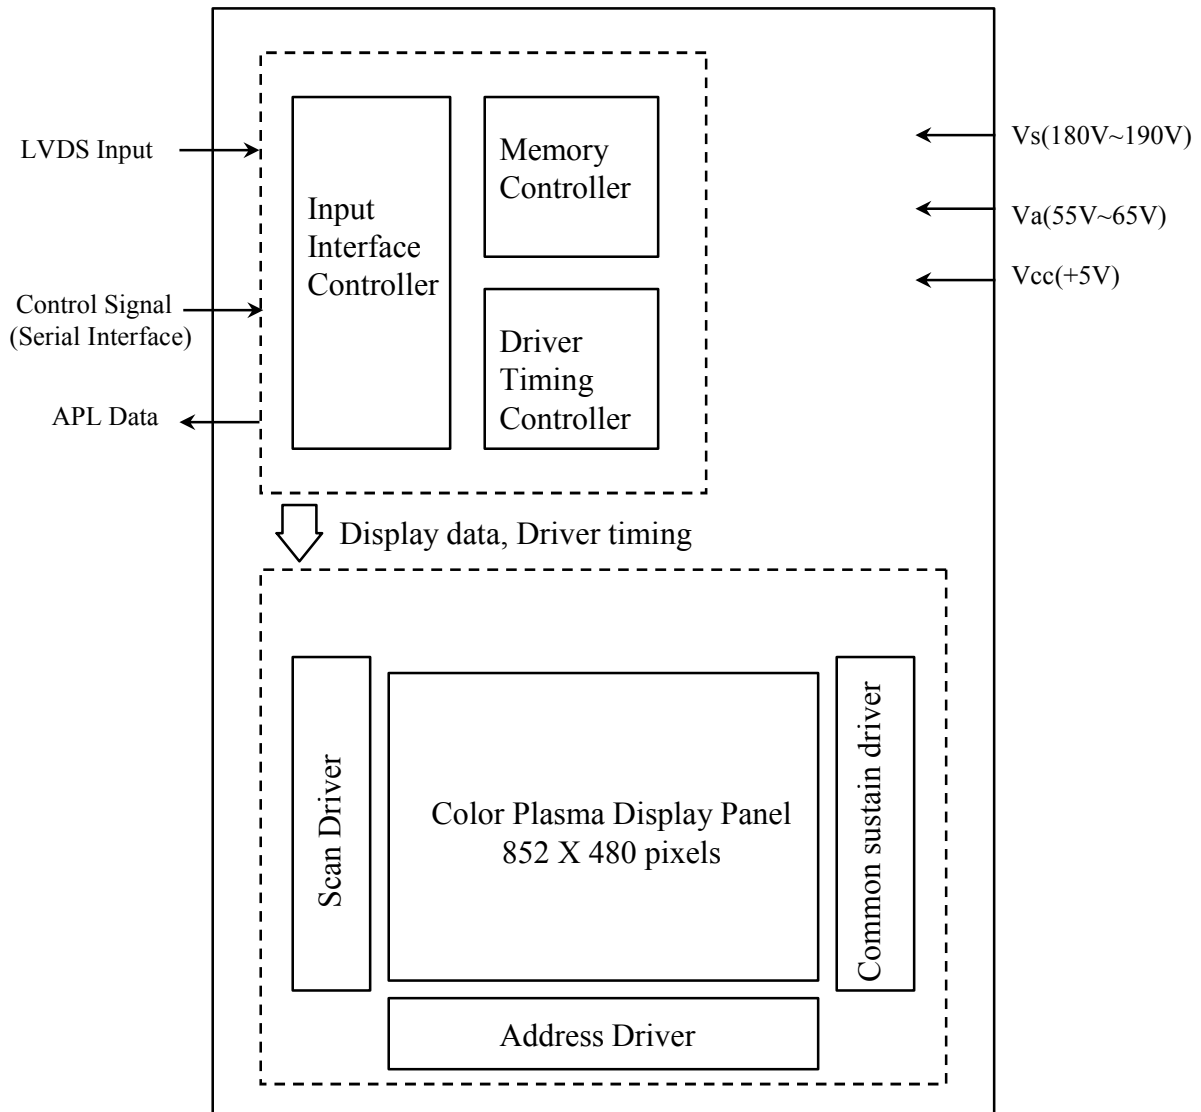 LVDS Input
Control Signal
(Serial Interface)
APL Data
Input
Interface
Controller
Memory
Controller
Driver
Timing
Controller
Vs(180V~190V)
Va(55V~65V)
Vcc(+5V)
Display data, Driver timing
Scan Driver
Color Plasma Display Panel
852 X 480 pixels
Common sustain driver
Address Driver